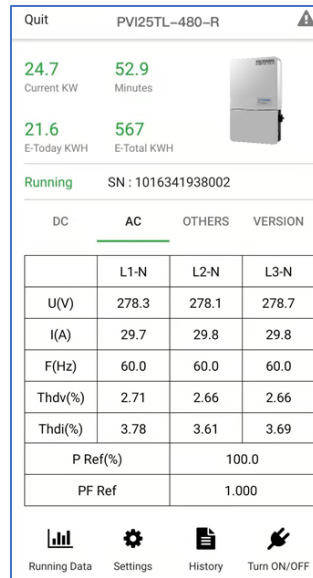 Quit PVI25TL-480-R
24.7 52.9
Current KW Minutes
21.6 567
E-Today KWH E-Total KWH
Running SN : 1016341938002
DC AC OTHERS VERSION
L1-N L2-N L3-N
U(V) 278.3 278.1 278.7
I(A) 29.7 29.8 29.8
F(Hz) 60.0 60.0 60.0
Thdv(%) 2.71 2.66 2.66
Thdi(%) 3.78 3.61 3.69
P Ref(%) 100.0
PF Ref 1.000
Running Data Settings History Turn ON/OFF